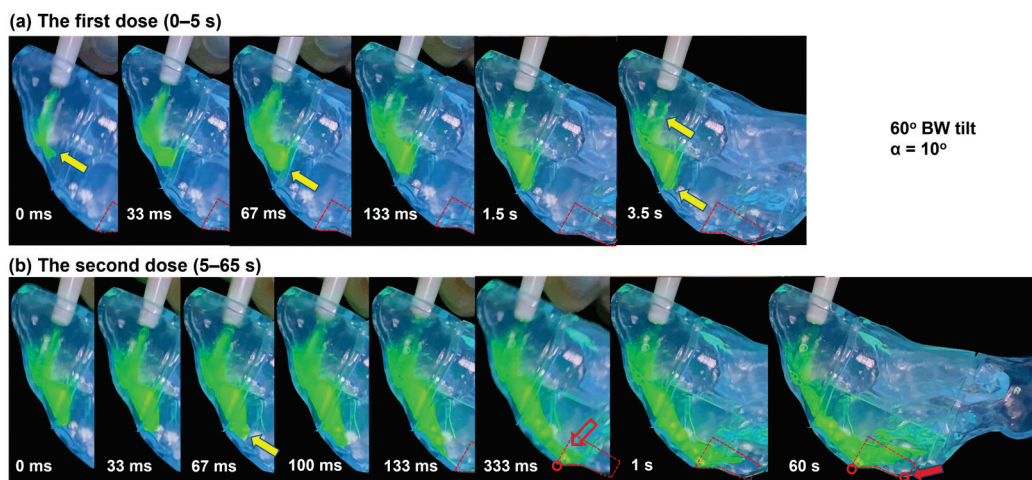 (a) The first dose (0–5 s)
0 ms
33 ms
67 ms
133 ms
1.5 s
3.5 s
60° BW tilt
α = 10°
(b) The second dose (5–65 s)
0 ms
33 ms
67 ms
100 ms
133 ms
333 ms
1 s
60 s